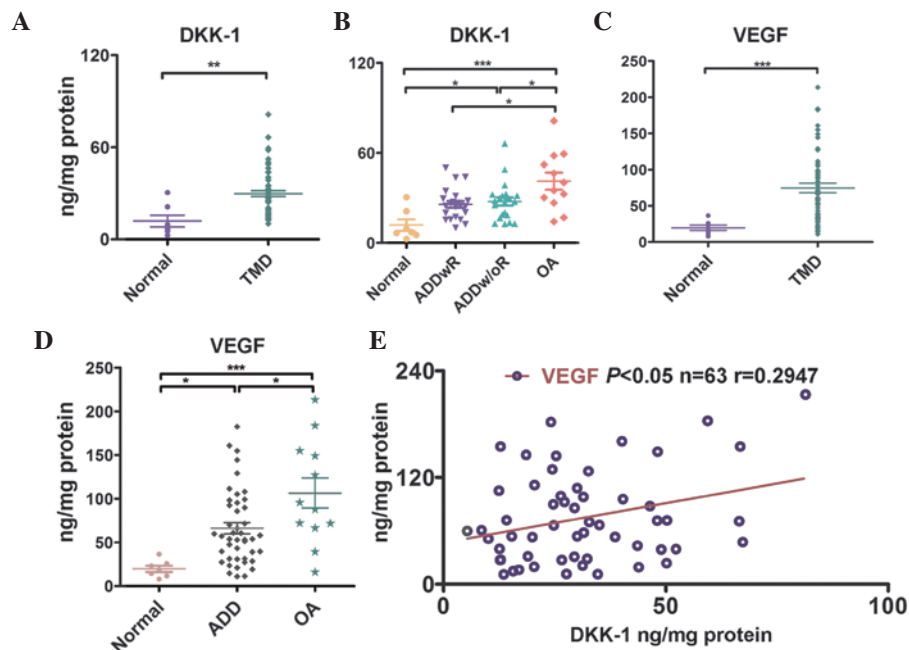 A
DKK-1
ng/mg protein
120
60
0
**
Normal
TMD
B
DKK-1
120
60
0
***
*
*
*
Normal
ADDwR
ADDw/oR
OA
C
VEGF
250
200
150
100
50
0
***
Normal
TMD
D
VEGF
ng/mg protein
250
200
150
100
50
0
***
*
*
Normal
ADD
OA
E
VEGF P<0.05 n=63 r=0.2947
ng/mg protein
240
120
0
0
50
100
DKK-1 ng/mg protein